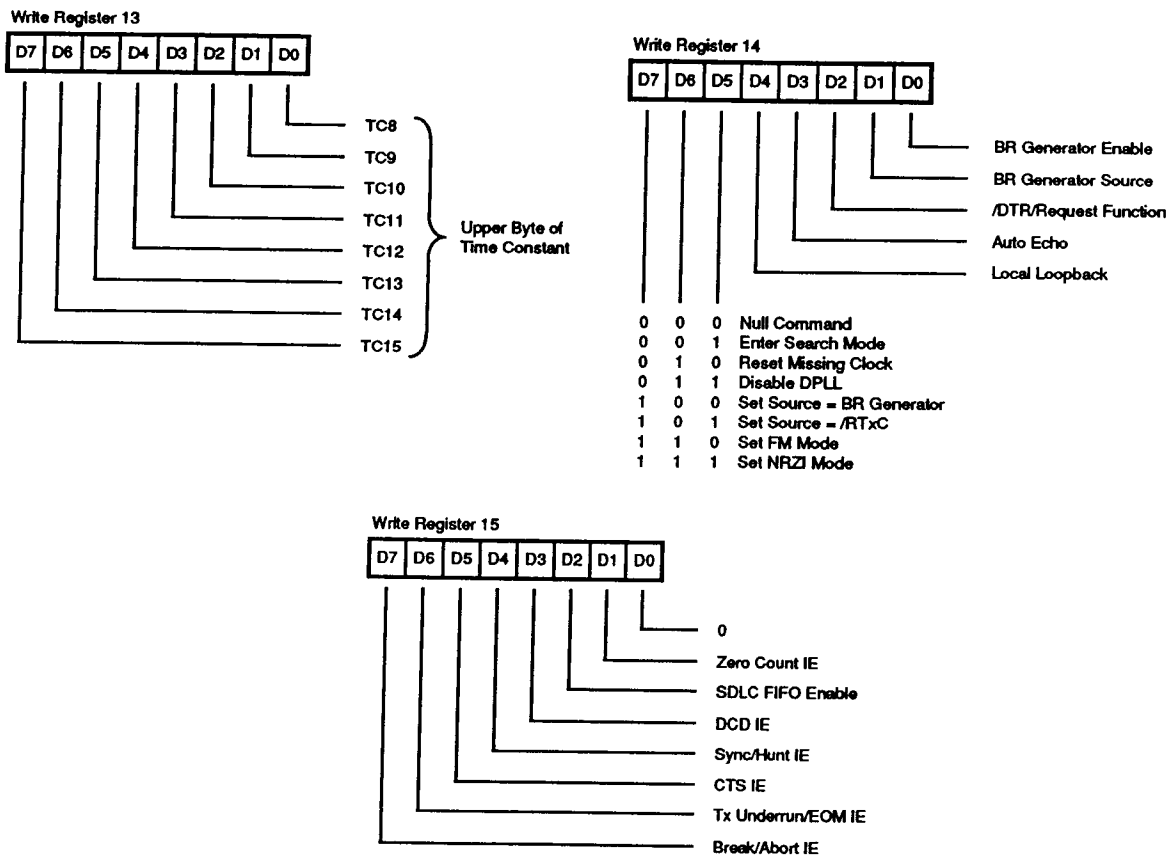 Write Register 13
D7 D6 D5 D4 D3 D2 D1 D0
TC8
TC9
TC10
TC11
TC12
TC13
TC14
TC15
Upper Byte of
Time Constant
Write Register 14
D7 D6 D5 D4 D3 D2 D1 D0
BR Generator Enable
BR Generator Source
/DTR/Request Function
Auto Echo
Local Loopback
0 0 0 Null Command
0 0 1 Enter Search Mode
0 1 0 Reset Missing Clock
0 1 1 Disable DPLL
1 0 0 Set Source = BR Generator
1 0 1 Set Source = /RTxC
1 1 0 Set FM Mode
1 1 1 Set NRZI Mode
Write Register 15
D7 D6 D5 D4 D3 D2 D1 D0
0
Zero Count IE
SDLC FIFO Enable
DCD IE
Sync/Hunt IE
CTS IE
Tx Underrun/EOM IE
Break/Abort IE